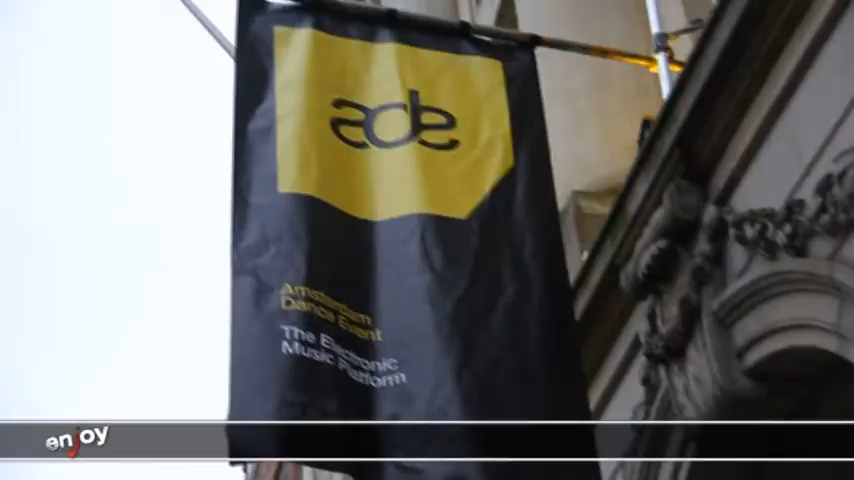 ade
Amsterdam
Dance Event
The Electronic
Music Platform
enjoy